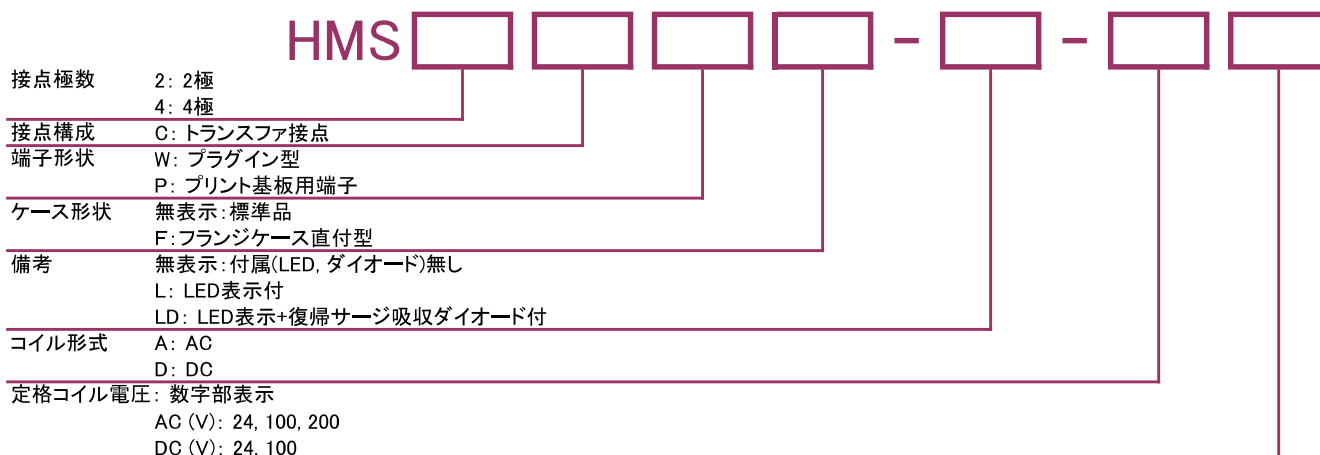 HMS - -
接点極数 2: 2極
4: 4極
接点構成 C: トランスファ接点
端子形状 W: プラグイン型
P: プリント基板用端子
ケース形状 無表示:標準品
F:フランジケース直付型
備考 無表示:付属(LED, ダイオード)無し
L: LED表示付
LD: LED表示+復帰サージ吸収ダイオード付
コイル形式 A: AC
D: DC
定格コイル電圧: 数字部表示
AC (V): 24, 100, 200
DC (V): 24, 100